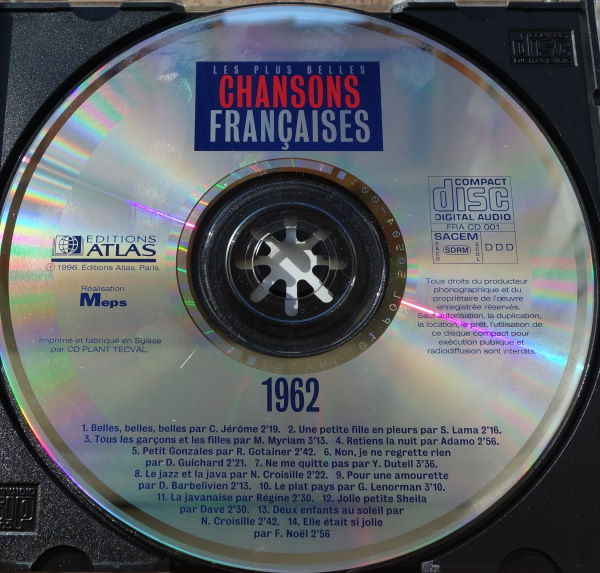 LES PLUS BELLES
CHANSONS
FRANÇAISES
EDITIONS
ATLAS
℗ 1996. Éditions Atlas, Paris.
Réalisation
Meps
Imprimé et fabriqué en Suisse
par CD PLANT TECVAL.
COMPACT
disc
DIGITAL AUDIO
FRA CD 001
SACEM
SACD
SDRM
SCDL
DDD
Tous droits du producteur
phonographique et du
propriétaire de l'œuvre
enregistrée réservés.
Sauf autorisation, la duplication,
la location, le prêt, l'utilisation de
ce disque compact pour
exécution publique et
radiodiffusion sont interdits.
1962
1. Belles, belles, belles par C. Jérôme 2'19. 2. Une petite fille en pleurs par S. Lama 2'16.
3. Tous les garçons et les filles par M. Myriam 3'13. 4. Retiens la nuit par Adamo 2'56.
5. Petit Gonzales par R. Gotainer 2'42. 6. Non, je ne regrette rien
par D. Guichard 2'21. 7. Ne me quitte pas par Y. Duteil 3'36.
8. Le jazz et la java par N. Croisille 2'22. 9. Pour une amourette
par D. Barbelivien 2'13. 10. Le plat pays par G. Lenorman 3'10.
11. La javanaise par Régine 2'30. 12. Jolie petite Sheila
par Dave 2'30. 13. Deux enfants au soleil par
N. Croisille 2'42. 14. Elle était si jolie
par F. Noël 2'56